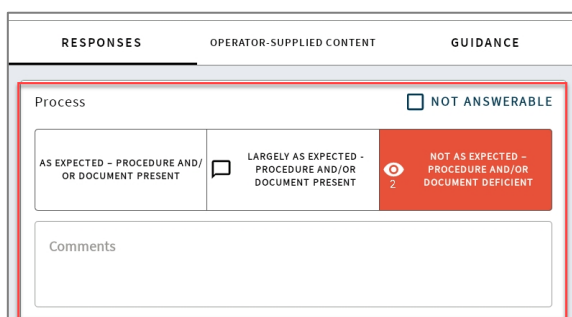 RESPONSES OPERATOR-SUPPLIED CONTENT GUIDANCE
Process NOT ANSWERABLE
AS EXPECTED – PROCEDURE AND/
OR DOCUMENT PRESENT
LARGELY AS EXPECTED -
PROCEDURE AND/OR
DOCUMENT PRESENT
2
NOT AS EXPECTED –
PROCEDURE AND/OR
DOCUMENT DEFICIENT
Comments